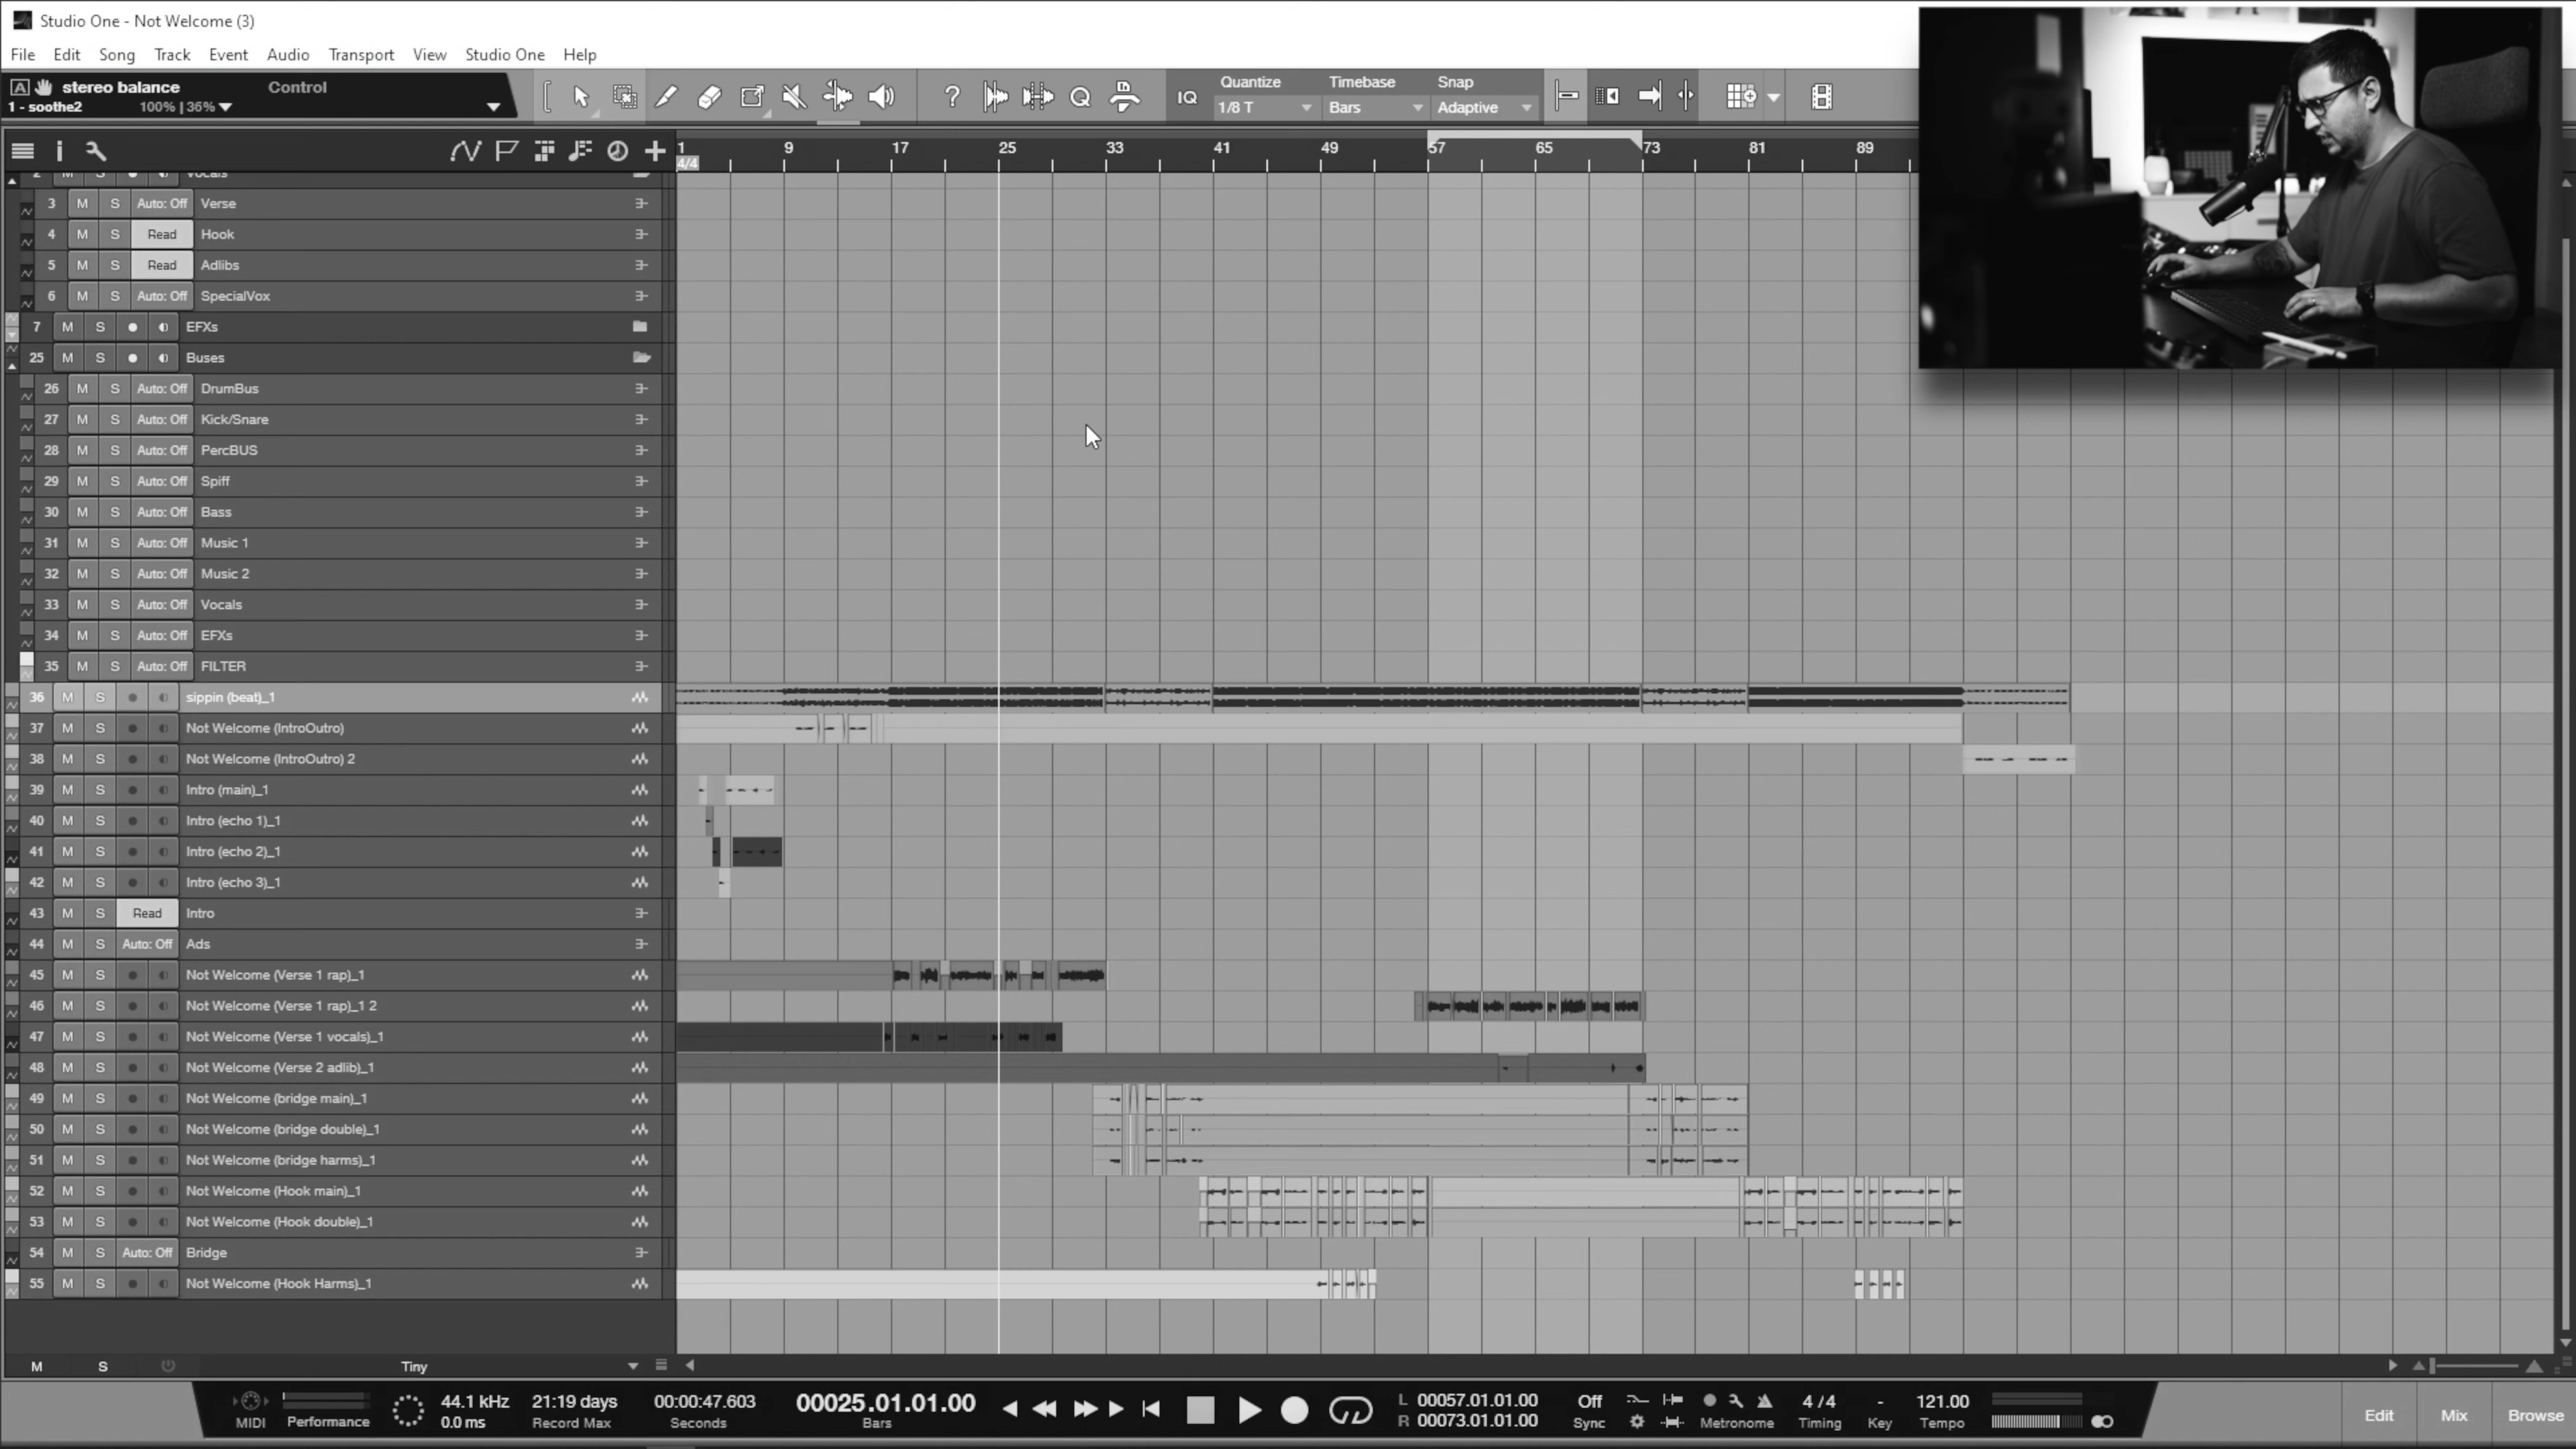 Studio One - Not Welcome (3)
File Edit Song Track Event Audio Transport View Studio One Help
A stereo balance Control
1 - soothe2 100% | 36%
? Q IQ
Quantize Timebase Snap
1/8 T Bars Adaptive
i
1 9 17 25 33 41 49 57 65 73 81 89
4/4
2 M S Vocals
3 M S Auto: Off Verse
4 M S Read Hook
5 M S Read Adlibs
6 M S Auto: Off SpecialVox
7 M S EFXs
25 M S Buses
26 M S Auto: Off DrumBus
27 M S Auto: Off Kick/Snare
28 M S Auto: Off PercBUS
29 M S Auto: Off Spiff
30 M S Auto: Off Bass
31 M S Auto: Off Music 1
32 M S Auto: Off Music 2
33 M S Auto: Off Vocals
34 M S Auto: Off EFXs
35 M S Auto: Off FILTER
36 M S sippin (beat)_1
37 M S Not Welcome (IntroOutro)
38 M S Not Welcome (IntroOutro) 2
39 M S Intro (main)_1
40 M S Intro (echo 1)_1
41 M S Intro (echo 2)_1
42 M S Intro (echo 3)_1
43 M S Read Intro
44 M S Auto: Off Ads
45 M S Not Welcome (Verse 1 rap)_1
46 M S Not Welcome (Verse 1 rap)_1 2
47 M S Not Welcome (Verse 1 vocals)_1
48 M S Not Welcome (Verse 2 adlib)_1
49 M S Not Welcome (bridge main)_1
50 M S Not Welcome (bridge double)_1
51 M S Not Welcome (bridge harms)_1
52 M S Not Welcome (Hook main)_1
53 M S Not Welcome (Hook double)_1
54 M S Auto: Off Bridge
55 M S Not Welcome (Hook Harms)_1
M S Tiny
MIDI
Performance
44.1 kHz
0.0 ms
21:19 days
Record Max
00:00:47.603
Seconds
00025.01.01.00
Bars
L 00057.01.01.00
R 00073.01.01.00
Off
Sync
Metronome
4 / 4
Timing
-
Key
121.00
Tempo
Edit Mix Browse